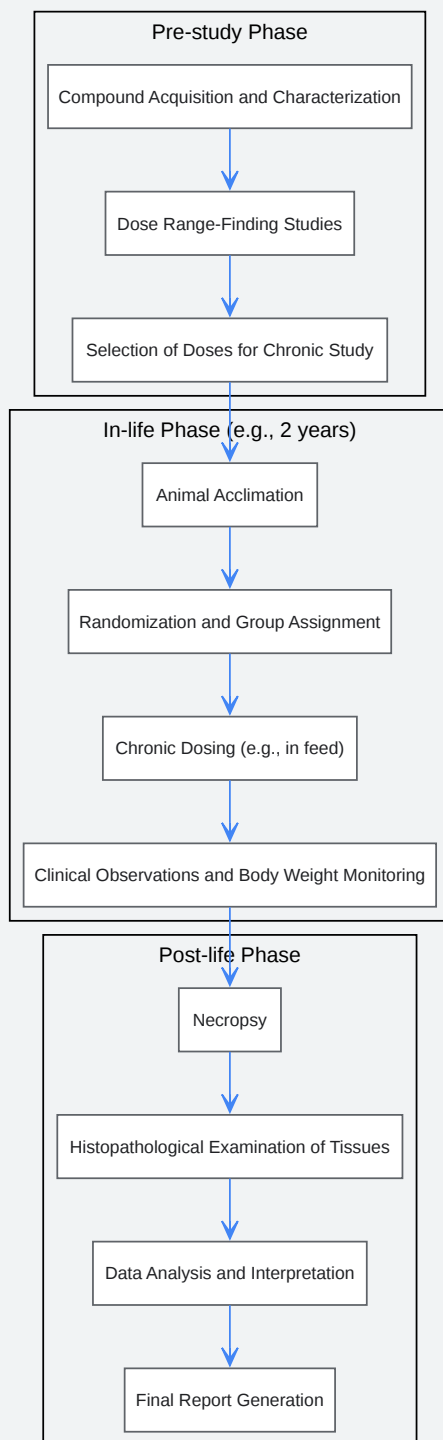 Pre-study Phase
Compound Acquisition and Characterization
Dose Range-Finding Studies
Selection of Doses for Chronic Study
In-life Phase (e.g., 2 years)
Animal Acclimation
Randomization and Group Assignment
Chronic Dosing (e.g., in feed)
Clinical Observations and Body Weight Monitoring
Post-life Phase
Necropsy
Histopathological Examination of Tissues
Data Analysis and Interpretation
Final Report Generation